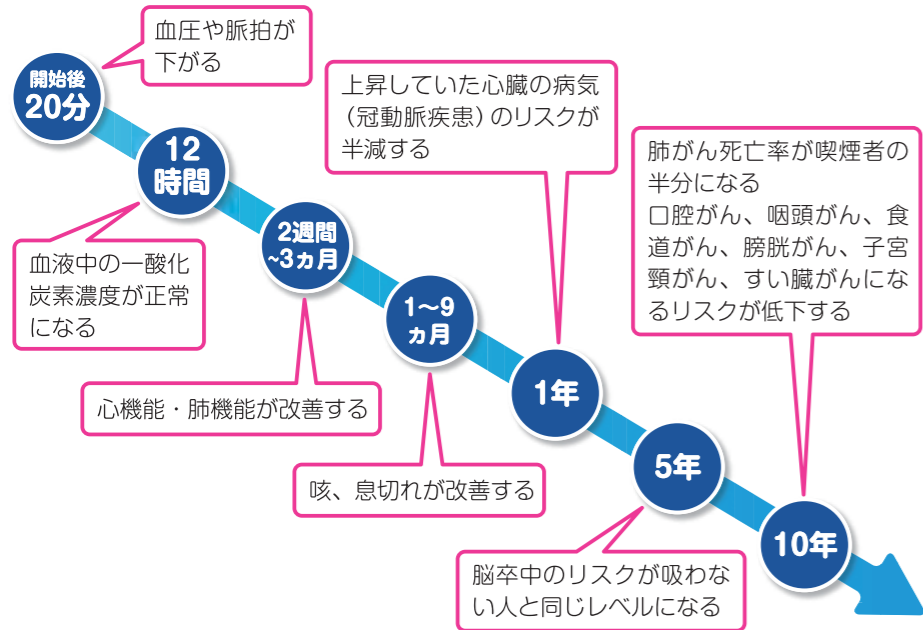 開始後
20分
血圧や脈拍が
下がる
12
時間
血液中の一酸化
炭素濃度が正常
になる
2週間
~3ヵ月
心機能・肺機能が改善する
1〜9
ヵ月
咳、息切れが改善する
1年
上昇していた心臓の病気
（冠動脈疾患）のリスクが
半減する
5年
脳卒中のリスクが吸わな
い人と同じレベルになる
10年
肺がん死亡率が喫煙者の
半分になる
口腔がん、咽頭がん、食
道がん、膀胱がん、子宮
頸がん、すい臓がんにな
るリスクが低下する